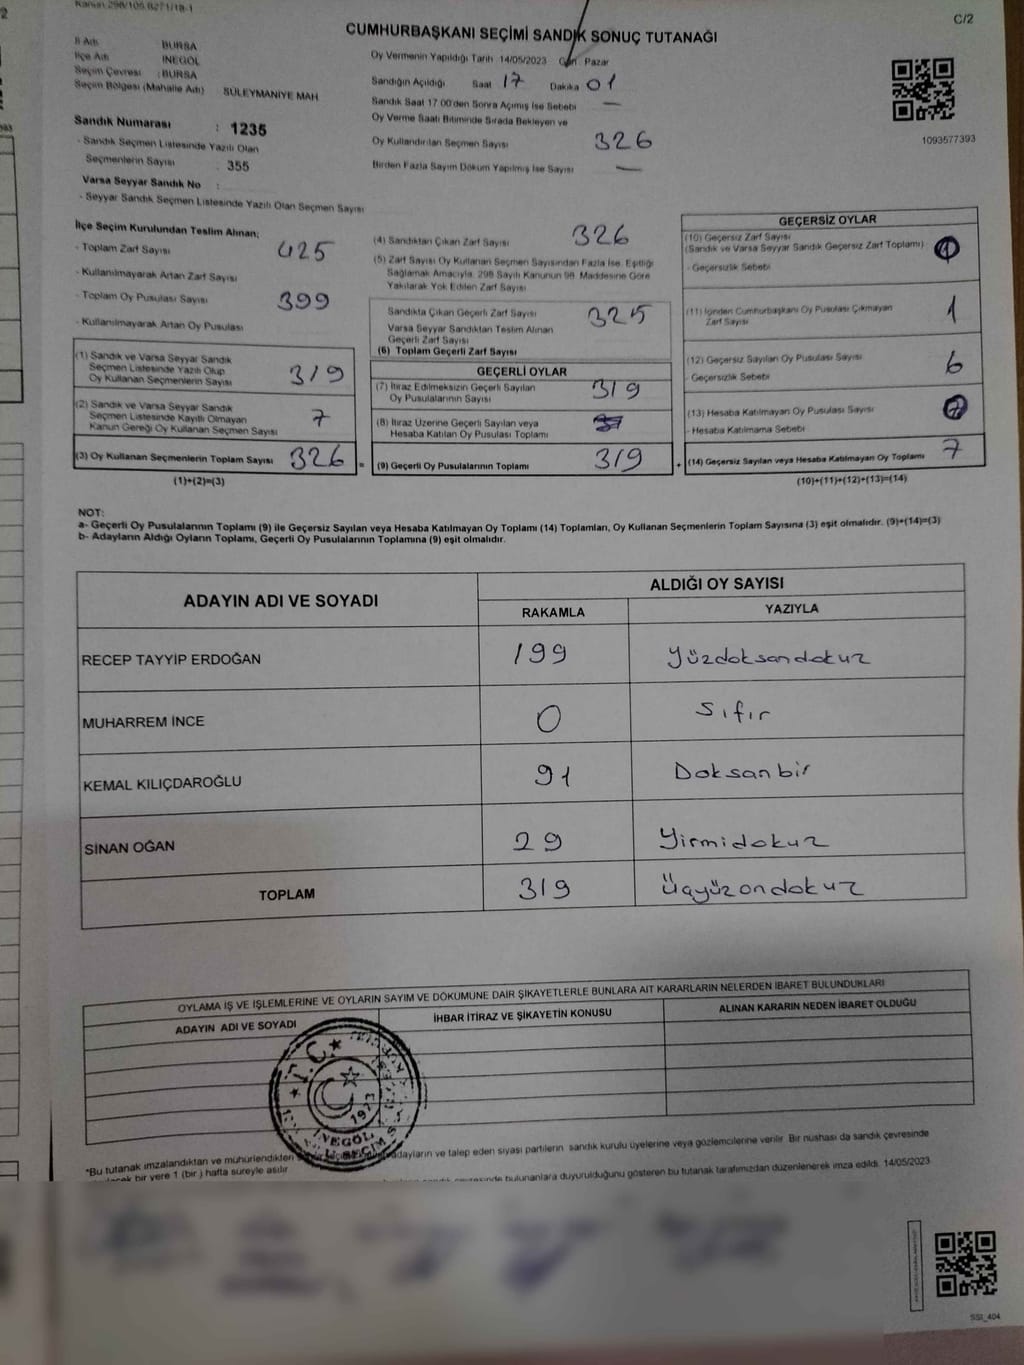 Kanun 298/105
C/2
CUMHURBAŞKANI SEÇİMİ SANDIK SONUÇ TUTANAĞI
İl Adı : BURSA
İlçe Adı İNEGÖL
Seçim Çevresi : BURSA
Seçim Bölgesi (Mahalle Adı) SÜLEYMANİYE MAH
Sandık Numarası : 1235
- Sandık Seçmen Listesinde Yazılı Olan
Seçmenlerin Sayısı : 355
Varsa Seyyar Sandık No :
- Seyyar Sandık Seçmen Listesinde Yazılı Olan Seçmen Sayısı
Oy Vermenin Yapıldığı Tarih 14/05/2023 Gün Pazar
Sandığın Açıldığı Saat 17 Dakika 01
Sandık Saat 17 00'den Sonra Açılmış İse Sebebi —
Oy Verme Saati Bitiminde Sırada Bekleyen ve
Oy Kullandırılan Seçmen Sayısı 326
Birden Fazla Sayım Döküm Yapılmış İse Sayısı —
1093577393
İlçe Seçim Kurulundan Teslim Alınan;
- Toplam Zarf Sayısı 425
- Kullanılmayarak Artan Zarf Sayısı
- Toplam Oy Pusulası Sayısı 399
- Kullanılmayarak Artan Oy Pusulası
(1) Sandık ve Varsa Seyyar Sandık
Seçmen Listesinde Yazılı Olup
Oy Kullanan Seçmenlerin Sayısı 319
(2) Sandık ve Varsa Seyyar Sandık
Seçmen Listesinde Kayıtlı Olmayan
Kanun Gereği Oy Kullanan Seçmen Sayısı 7
(3) Oy Kullanan Seçmenlerin Toplam Sayısı 326 =
(1)+(2)=(3)
(4) Sandıktan Çıkan Zarf Sayısı 326
(5) Zarf Sayısı Oy Kullanan Seçmen Sayısından Fazla İse, Eşitliği
Sağlamak Amacıyla, 298 Sayılı Kanunun 98. Maddesine Göre
Yakılarak Yok Edilen Zarf Sayısı
Sandıkta Çıkan Geçerli Zarf Sayısı 325
Varsa Seyyar Sandıktan Teslim Alınan
Geçerli Zarf Sayısı
(6) Toplam Geçerli Zarf Sayısı
GEÇERLİ OYLAR
(7) İtiraz Edilmeksizin Geçerli Sayılan
Oy Pusulalarının Sayısı 319
(8) İtiraz Üzerine Geçerli Sayılan veya
Hesaba Katılan Oy Pusulası Toplamı
(9) Geçerli Oy Pusulalarının Toplamı 319 +
GEÇERSİZ OYLAR
(10) Geçersiz Zarf Sayısı
(Sandık ve Varsa Seyyar Sandık Geçersiz Zarf Toplamı)
- Geçersizlik Sebebi
(11) İçinden Cumhurbaşkanı Oy Pusulası Çıkmayan
Zarf Sayısı 1
(12) Geçersiz Sayılan Oy Pusulası Sayısı 6
- Geçersizlik Sebebi
(13) Hesaba Katılmayan Oy Pusulası Sayısı
- Hesaba Katılmama Sebebi
(14) Geçersiz Sayılan veya Hesaba Katılmayan Oy Toplamı 7
(10)+(11)+(12)+(13)=(14)
NOT:
a- Geçerli Oy Pusulalarının Toplamı (9) ile Geçersiz Sayılan veya Hesaba Katılmayan Oy Toplamı (14) Toplamları, Oy Kullanan Seçmenlerin Toplam Sayısına (3) eşit olmalıdır. (9)+(14)=(3)
b- Adayların Aldığı Oyların Toplamı, Geçerli Oy Pusulalarının Toplamına (9) eşit olmalıdır.
ADAYIN ADI VE SOYADI ALDIĞI OY SAYISI
RAKAMLA YAZIYLA
RECEP TAYYİP ERDOĞAN 199 Yüzdoksandokuz
MUHARREM İNCE 0 Sıfır
KEMAL KILIÇDAROĞLU 91 Doksanbir
SİNAN OĞAN 29 Yirmidokuz
TOPLAM 319 Üçyüzondokuz
OYLAMA İŞ VE İŞLEMLERİNE VE OYLARIN SAYIM VE DÖKÜMÜNE DAİR ŞİKAYETLERLE BUNLARA AİT KARARLARIN NELERDEN İBARET BULUNDUKLARI
ADAYIN ADI VE SOYADI İHBAR İTİRAZ VE ŞİKAYETİN KONUSU ALINAN KARARIN NEDEN İBARET OLDUĞU
T.C.
1923
İNEGÖL
SEÇİM
*Bu tutanak imzalandıktan ve mühürlendikten adayların ve talep eden siyasi partilerin sandık kurulu üyelerine veya gözlemcilerine verilir. Bir nüshası da sandık çevresinde
bir yere 1 (bir) hafta süreyle asılır
bulunanlara duyurulduğunu gösteren bu tutanak tarafımızdan düzenlenerek imza edildi. 14/05/2023
SSI_404